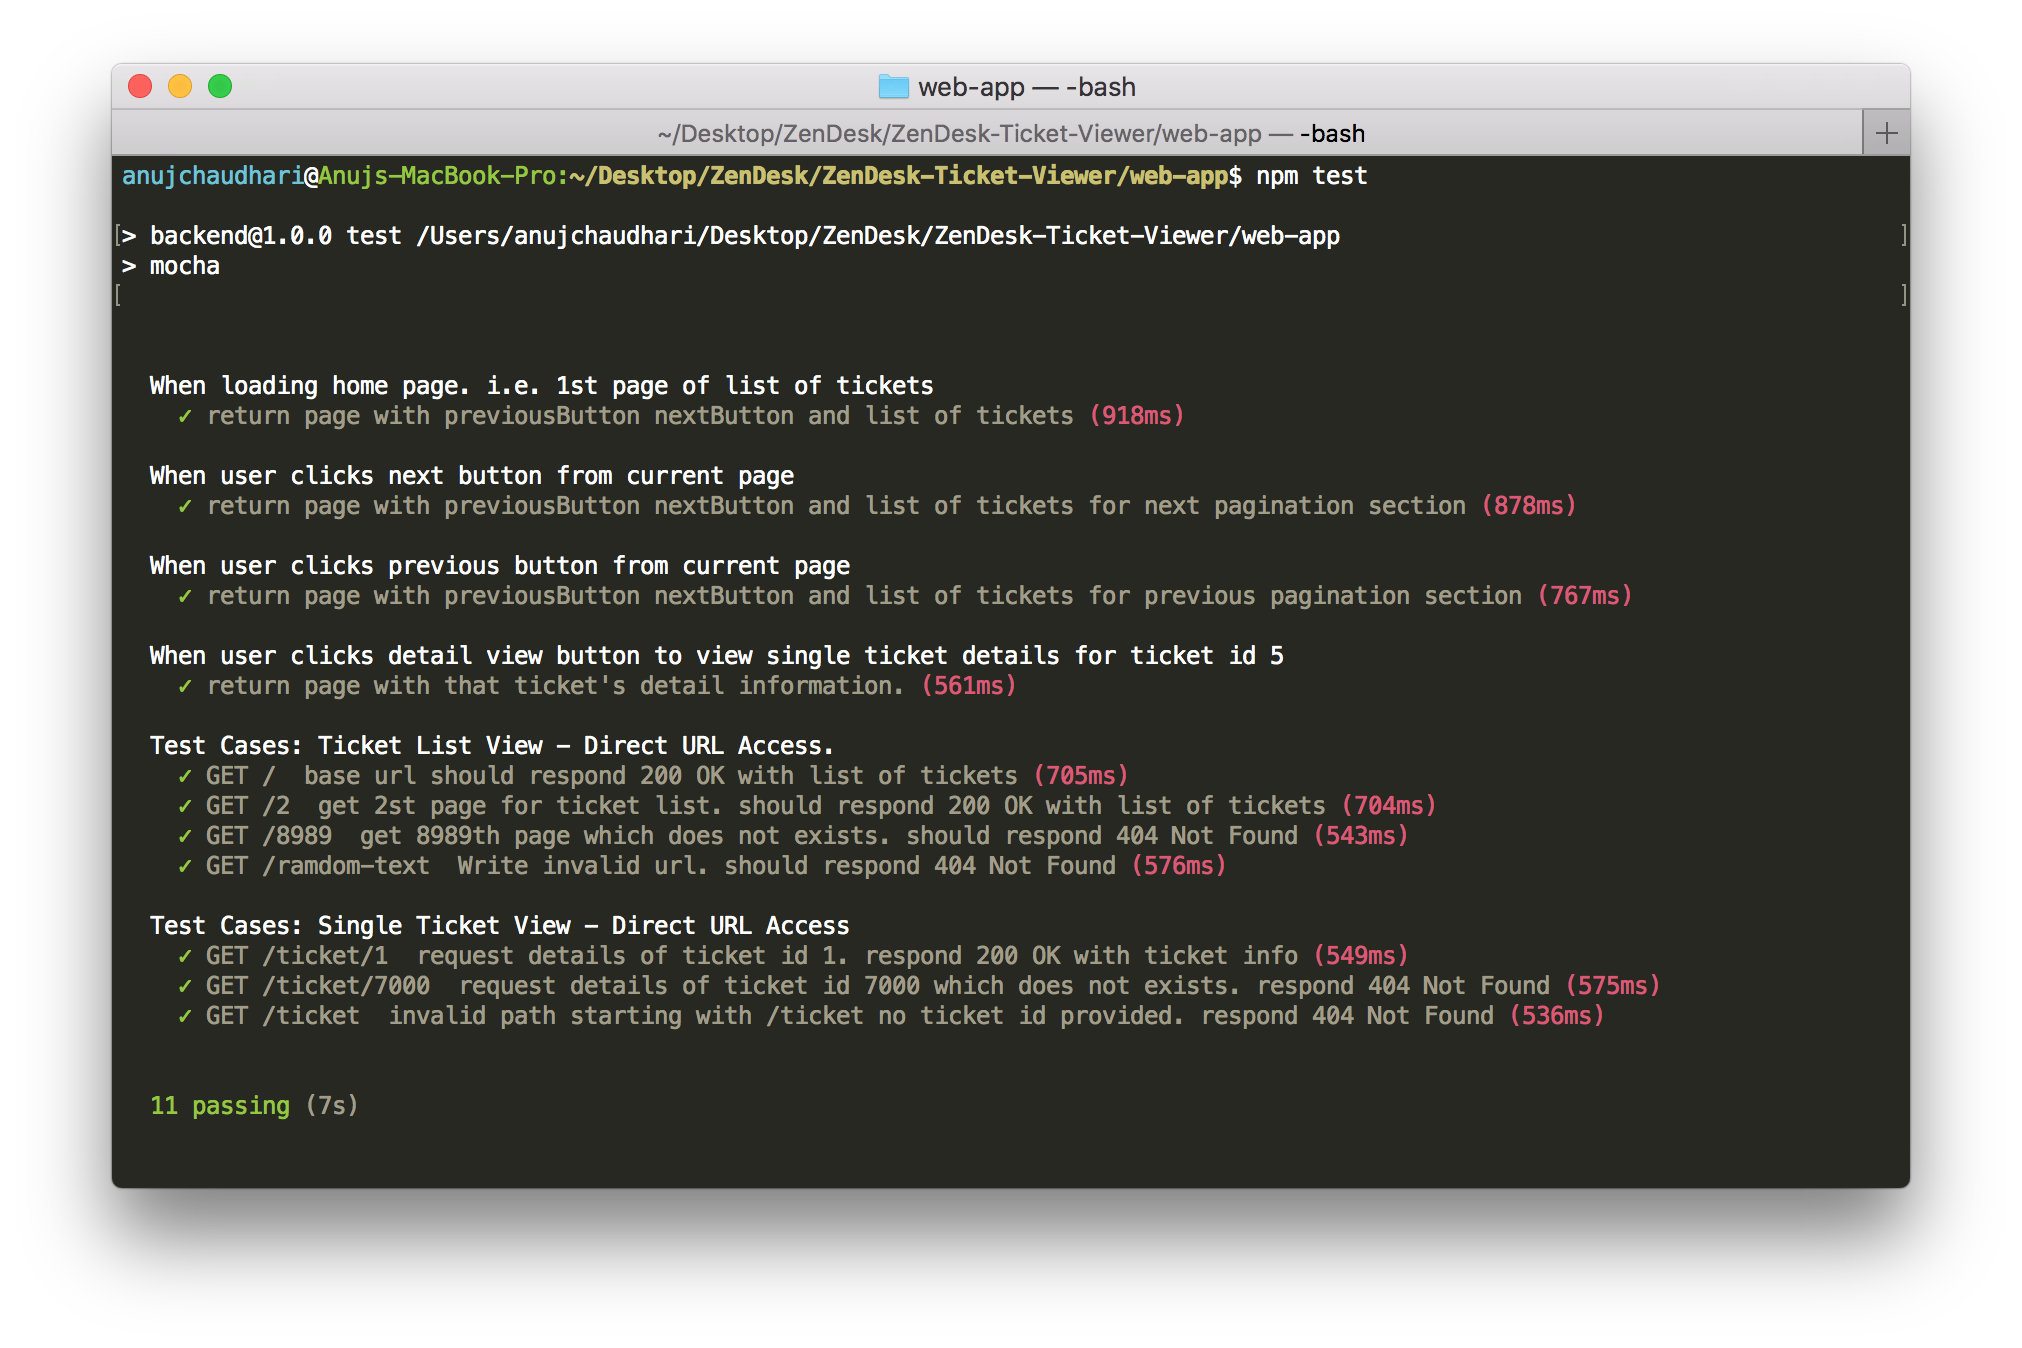 web-app — -bash
~/Desktop/ZenDesk/ZenDesk-Ticket-Viewer/web-app — -bash
anujchaudhari@Anujs-MacBook-Pro:~/Desktop/ZenDesk/ZenDesk-Ticket-Viewer/web-app$ npm test
[> backend@1.0.0 test /Users/anujchaudhari/Desktop/ZenDesk/ZenDesk-Ticket-Viewer/web-app ]
> mocha
[ ]
When loading home page. i.e. 1st page of list of tickets
✓ return page with previousButton nextButton and list of tickets (918ms)
When user clicks next button from current page
✓ return page with previousButton nextButton and list of tickets for next pagination section (878ms)
When user clicks previous button from current page
✓ return page with previousButton nextButton and list of tickets for previous pagination section (767ms)
When user clicks detail view button to view single ticket details for ticket id 5
✓ return page with that ticket's detail information. (561ms)
Test Cases: Ticket List View – Direct URL Access.
✓ GET /  base url should respond 200 OK with list of tickets (705ms)
✓ GET /2  get 2st page for ticket list. should respond 200 OK with list of tickets (704ms)
✓ GET /8989  get 8989th page which does not exists. should respond 404 Not Found (543ms)
✓ GET /ramdom-text  Write invalid url. should respond 404 Not Found (576ms)
Test Cases: Single Ticket View – Direct URL Access
✓ GET /ticket/1  request details of ticket id 1. respond 200 OK with ticket info (549ms)
✓ GET /ticket/7000  request details of ticket id 7000 which does not exists. respond 404 Not Found (575ms)
✓ GET /ticket  invalid path starting with /ticket no ticket id provided. respond 404 Not Found (536ms)
11 passing (7s)